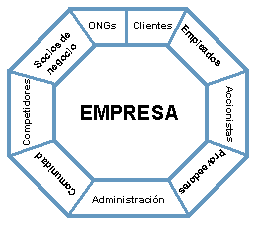 ONGs
Clientes
Empleados
Accionistas
Proveedores
Administración
Comunidad
Competidores
Socios de
negocio
EMPRESA